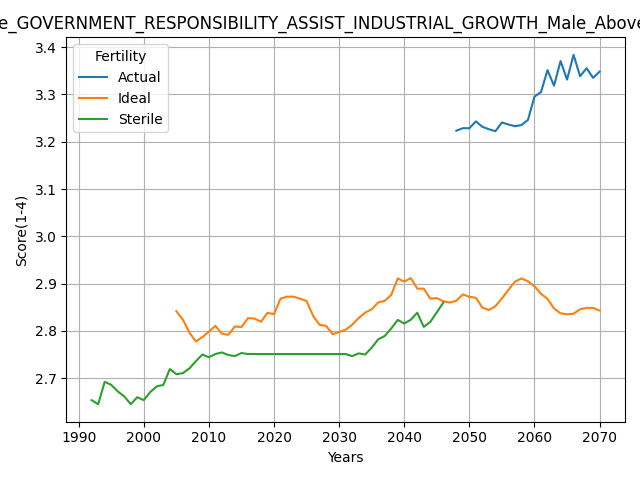 e_GOVERNMENT_RESPONSIBILITY_ASSIST_INDUSTRIAL_GROWTH_Male_Above
Fertility
Actual
Ideal
Sterile
Score(1-4)
3.4
3.3
3.2
3.1
3.0
2.9
2.8
2.7
1990 2000 2010 2020 2030 2040 2050 2060 2070
Years